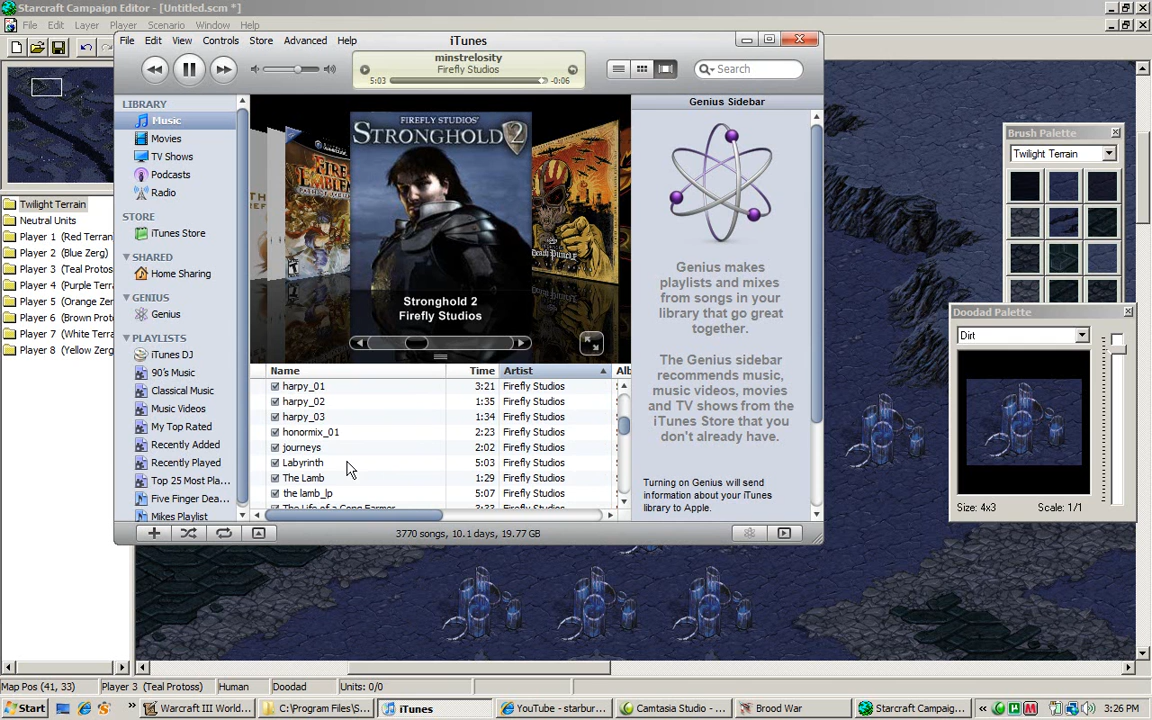 Starcraft Campaign Editor - [Untitled.scm *]
File Edit Layer Player Scenario Window Help
iTunes
File Edit View Controls Store Advanced Help
minstrelosity
Firefly Studios
5:03 -0:06
Search
LIBRARY
Music
Movies
TV Shows
Podcasts
Radio
STORE
iTunes Store
SHARED
Home Sharing
GENIUS
Genius
PLAYLISTS
iTunes DJ
90's Music
Classical Music
Music Videos
My Top Rated
Recently Added
Recently Played
Top 25 Most Pla...
Five Finger Dea...
Mikes Playlist
FIREFLY STUDIOS'
STRONGHOLD 2
Stronghold 2
Firefly Studios
Name Time Artist Alb
harpy_01 3:21 Firefly Studios
harpy_02 1:35 Firefly Studios
harpy_03 1:34 Firefly Studios
honormix_01 2:23 Firefly Studios
journeys 2:02 Firefly Studios
Labyrinth 5:03 Firefly Studios
The Lamb 1:29 Firefly Studios
the lamb_lp 5:07 Firefly Studios
The Life of a Cong Farmer
Genius Sidebar
Genius makes
playlists and mixes
from songs in your
library that go great
together.
The Genius sidebar
recommends music,
music videos, movies
and TV shows from the
iTunes Store that you
don't already have.
Turning on Genius will send
information about your iTunes
library to Apple.
3770 songs, 10.1 days, 19.77 GB
Twilight Terrain
Neutral Units
Player 1 (Red Terran
Player 2 (Blue Zerg)
Player 3 (Teal Protos
Player 4 (Purple Terra
Player 5 (Orange Zer
Player 6 (Brown Prot
Player 7 (White Terra
Player 8 (Yellow Zerg
Brush Palette
Twilight Terrain
Doodad Palette
Dirt
Size: 4x3 Scale: 1/1
Map Pos (41, 33) Player 3 (Teal Protoss) Human Doodad Units: 0/0
Start Warcraft III World... C:\Program Files\S... iTunes YouTube - starbur... Camtasia Studio - ... Brood War Starcraft Campaig... 3:26 PM